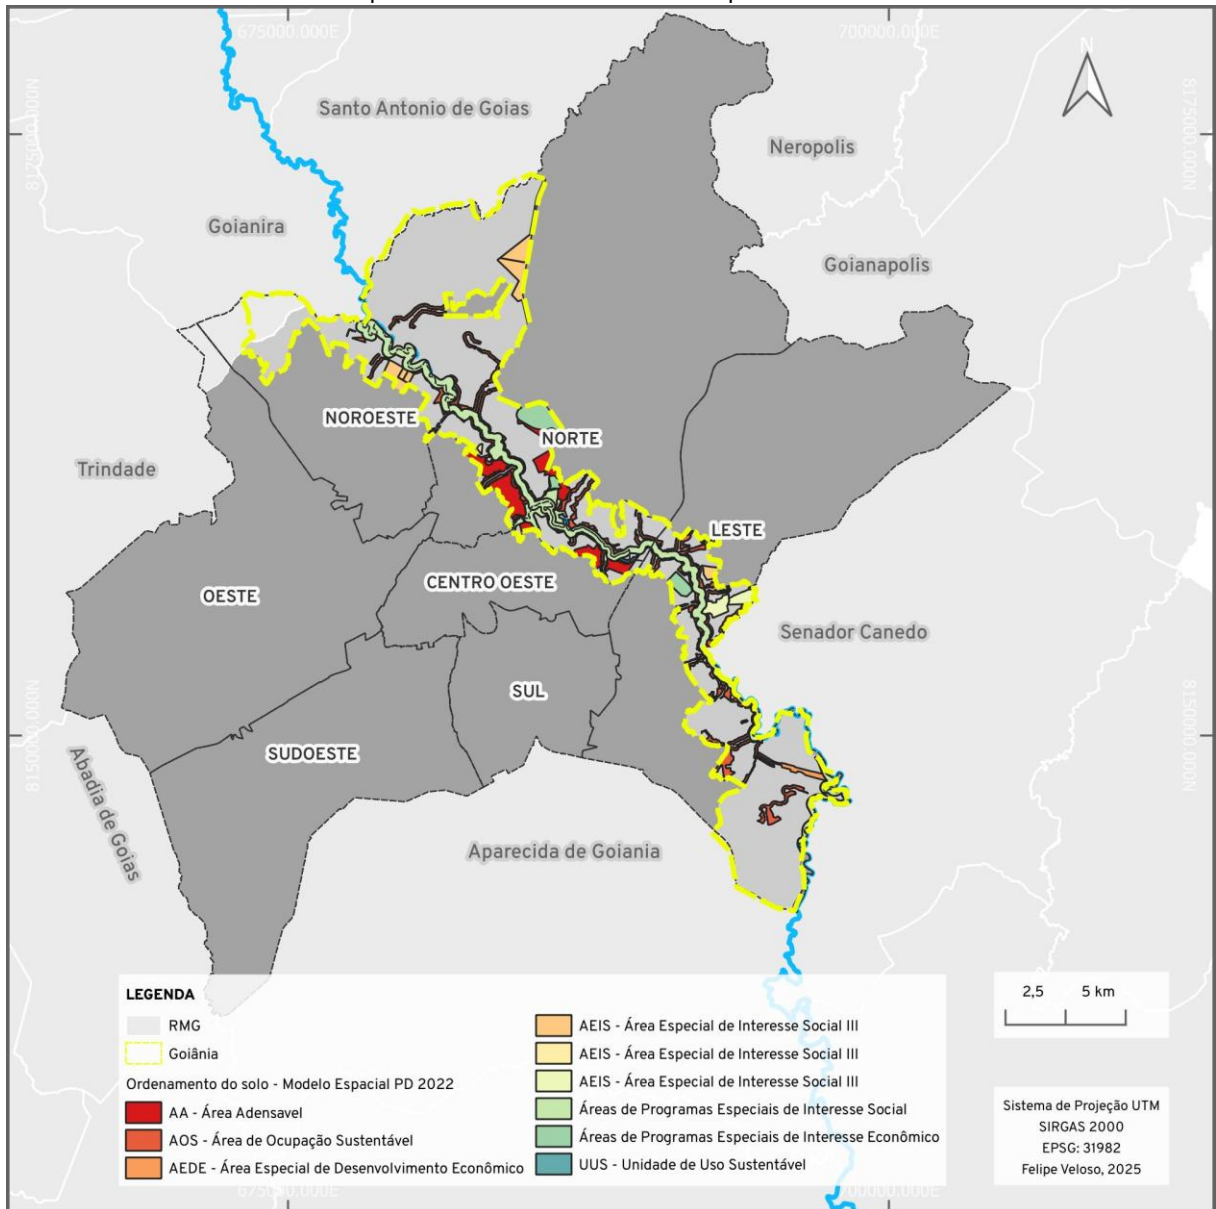 675000.000E
700000.000E
N
8175000.000N
8175000.000N
Santo Antonio de Goias
Neropolis
Goianira
Goianapolis
NOROESTE
NORTE
Trindade
LESTE
OESTE
CENTRO OESTE
Senador Canedo
SUL
8150000.000N
8150000.000N
SUDOESTE
Abadia de Goias
Aparecida de Goiania
LEGENDA
RMG
Goiânia
Ordenamento do solo - Modelo Espacial PD 2022
AA - Área Adensavel
AOS - Área de Ocupação Sustentável
AEDE - Área Especial de Desenvolvimento Econômico
AEIS - Área Especial de Interesse Social III
AEIS - Área Especial de Interesse Social III
AEIS - Área Especial de Interesse Social III
Áreas de Programas Especiais de Interesse Social
Áreas de Programas Especiais de Interesse Econômico
UUS - Unidade de Uso Sustentável
2,5 5 km
Sistema de Projeção UTM
SIRGAS 2000
EPSG: 31982
Felipe Veloso, 2025
675000.000E
700000.000E